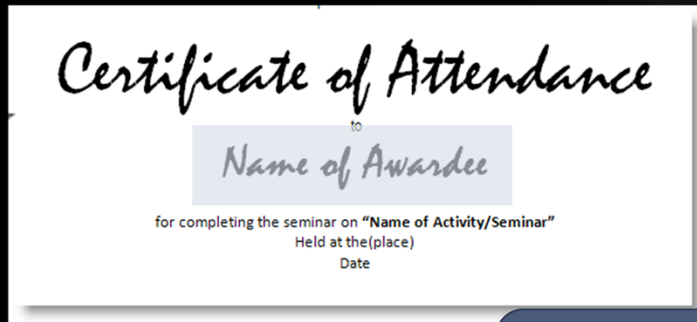 Certificate of Attendance
to
Name of Awardee
for completing the seminar on “Name of Activity/Seminar”
Held at the(place)
Date